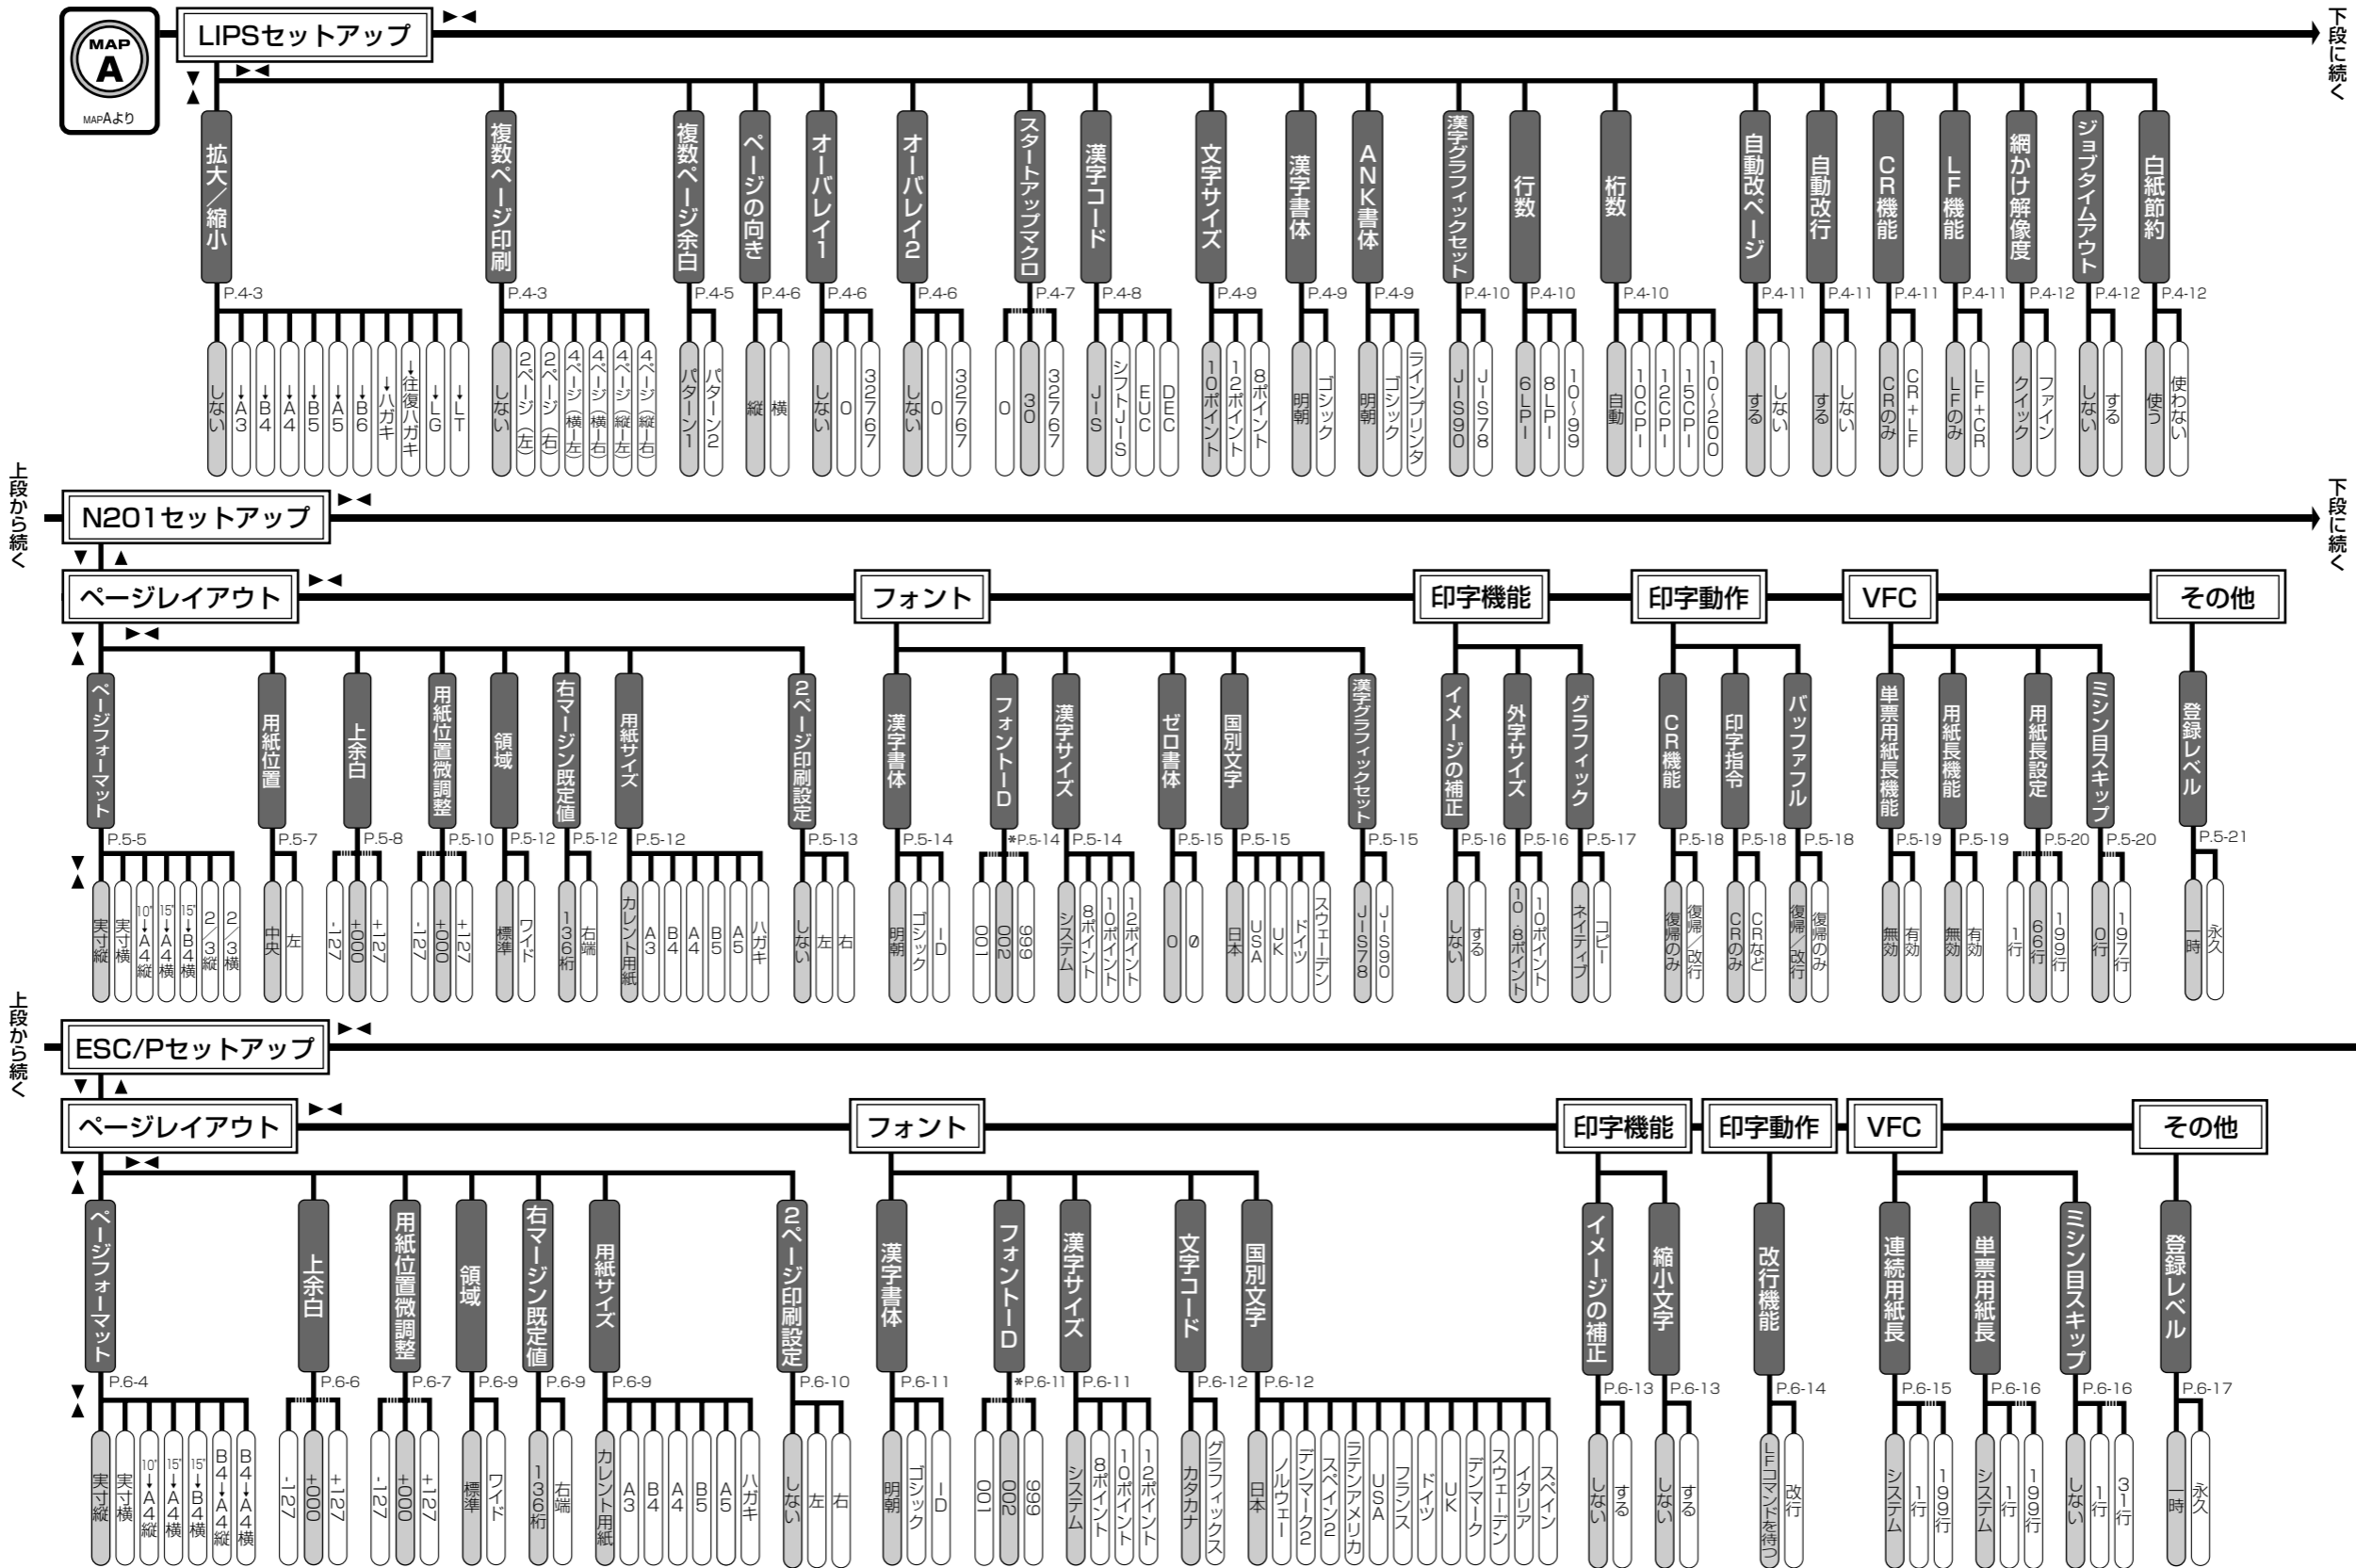 MAP
A
MAPAより
LIPSセットアップ
下段に続く
拡大／縮小
P.4-3
しない
→A3
→B4
→A4
→B5
→A5
→B6
→ハガキ
→往復ハガキ
→LG
→LT
複数ページ印刷
P.4-3
しない
2ページ（左）
2ページ（右）
4ページ（横ー左）
4ページ（横ー右）
4ページ（縦ー左）
4ページ（縦ー右）
複数ページ余白
P.4-5
パターン1
パターン2
ページの向き
P.4-6
縦
横
オーバレイ1
P.4-6
しない
0
32767
オーバレイ2
P.4-6
しない
0
32767
スタートアップマクロ
P.4-7
0
30
32767
漢字コード
P.4-8
JIS
シフトJIS
EUC
DEC
文字サイズ
P.4-9
10ポイント
12ポイント
8ポイント
漢字書体
P.4-9
明朝
ゴシック
ANK書体
P.4-9
明朝
ゴシック
ラインプリンタ
漢字グラフィックセット
P.4-10
JIS90
JIS78
行数
P.4-10
6LPI
8LPI
10〜99
桁数
P.4-10
自動
10CPI
12CPI
15CPI
10〜200
自動改ページ
P.4-11
する
しない
自動改行
P.4-11
する
しない
CR機能
P.4-11
CRのみ
CR+LF
LF機能
P.4-11
LFのみ
LF+CR
網かけ解像度
P.4-12
クイック
ファイン
ジョブタイムアウト
P.4-12
しない
する
白紙節約
P.4-12
使う
使わない
上段から続く
N201セットアップ
下段に続く
ページレイアウト
フォント
印字機能
印字動作
VFC
その他
ページフォーマット
P.5-5
実寸縦
実寸横
10"→A4縦
15"→A4横
15"→B4横
2／3縦
2／3横
用紙位置
P.5-7
中央
左
上余白
P.5-8
-127
+000
+127
用紙位置微調整
P.5-10
-127
+000
+127
領域
P.5-12
標準
ワイド
右マージン既定値
P.5-12
136桁
右端
用紙サイズ
P.5-12
カレント用紙
A3
B4
A4
B5
A5
ハガキ
2ページ印刷設定
P.5-13
しない
左
右
漢字書体
P.5-14
明朝
ゴシック
ID
フォントID
*P.5-14
001
002
999
漢字サイズ
P.5-14
システム
8ポイント
10ポイント
12ポイント
ゼロ書体
P.5-15
0
Ø
国別文字
P.5-15
日本
USA
UK
ドイツ
スウェーデン
漢字グラフィックセット
P.5-15
JIS78
JIS90
イメージの補正
P.5-16
しない
する
外字サイズ
P.5-16
10.8ポイント
10ポイント
グラフィック
P.5-17
ネイティブ
コピー
CR機能
P.5-18
復帰のみ
復帰／改行
印字指令
P.5-18
CRのみ
CRなど
バッファフル
P.5-18
復帰／改行
復帰のみ
単票用紙長機能
P.5-19
無効
有効
用紙長機能
P.5-19
無効
有効
用紙長設定
P.5-20
1行
66行
199行
ミシン目スキップ
P.5-20
0行
197行
登録レベル
P.5-21
一時
永久
上段から続く
ESC/Pセットアップ
ページレイアウト
フォント
印字機能
印字動作
VFC
その他
ページフォーマット
P.6-4
実寸縦
実寸横
10"→A4縦
15"→A4横
15"→B4横
B4→A4縦
B4→A4横
上余白
P.6-6
-127
+000
+127
用紙位置微調整
P.6-7
-127
+000
+127
領域
P.6-9
標準
ワイド
右マージン既定値
P.6-9
136桁
右端
用紙サイズ
P.6-9
カレント用紙
A3
B4
A4
B5
A5
ハガキ
2ページ印刷設定
P.6-10
しない
左
右
漢字書体
P.6-11
明朝
ゴシック
ID
フォントID
*P.6-11
001
002
999
漢字サイズ
P.6-11
システム
8ポイント
10ポイント
12ポイント
文字コード
P.6-12
カタカナ
グラフィックス
国別文字
P.6-12
日本
ノルウェー
デンマーク2
スペイン2
ラテンアメリカ
USA
フランス
ドイツ
UK
デンマーク
スウェーデン
イタリア
スペイン
イメージの補正
P.6-13
しない
する
縮小文字
P.6-13
しない
する
改行機能
P.6-14
LFコマンドを待つ
改行
連続用紙長
P.6-15
システム
1行
199行
単票用紙長
P.6-16
システム
1行
199行
ミシン目スキップ
P.6-16
しない
1行
31行
登録レベル
P.6-17
一時
永久